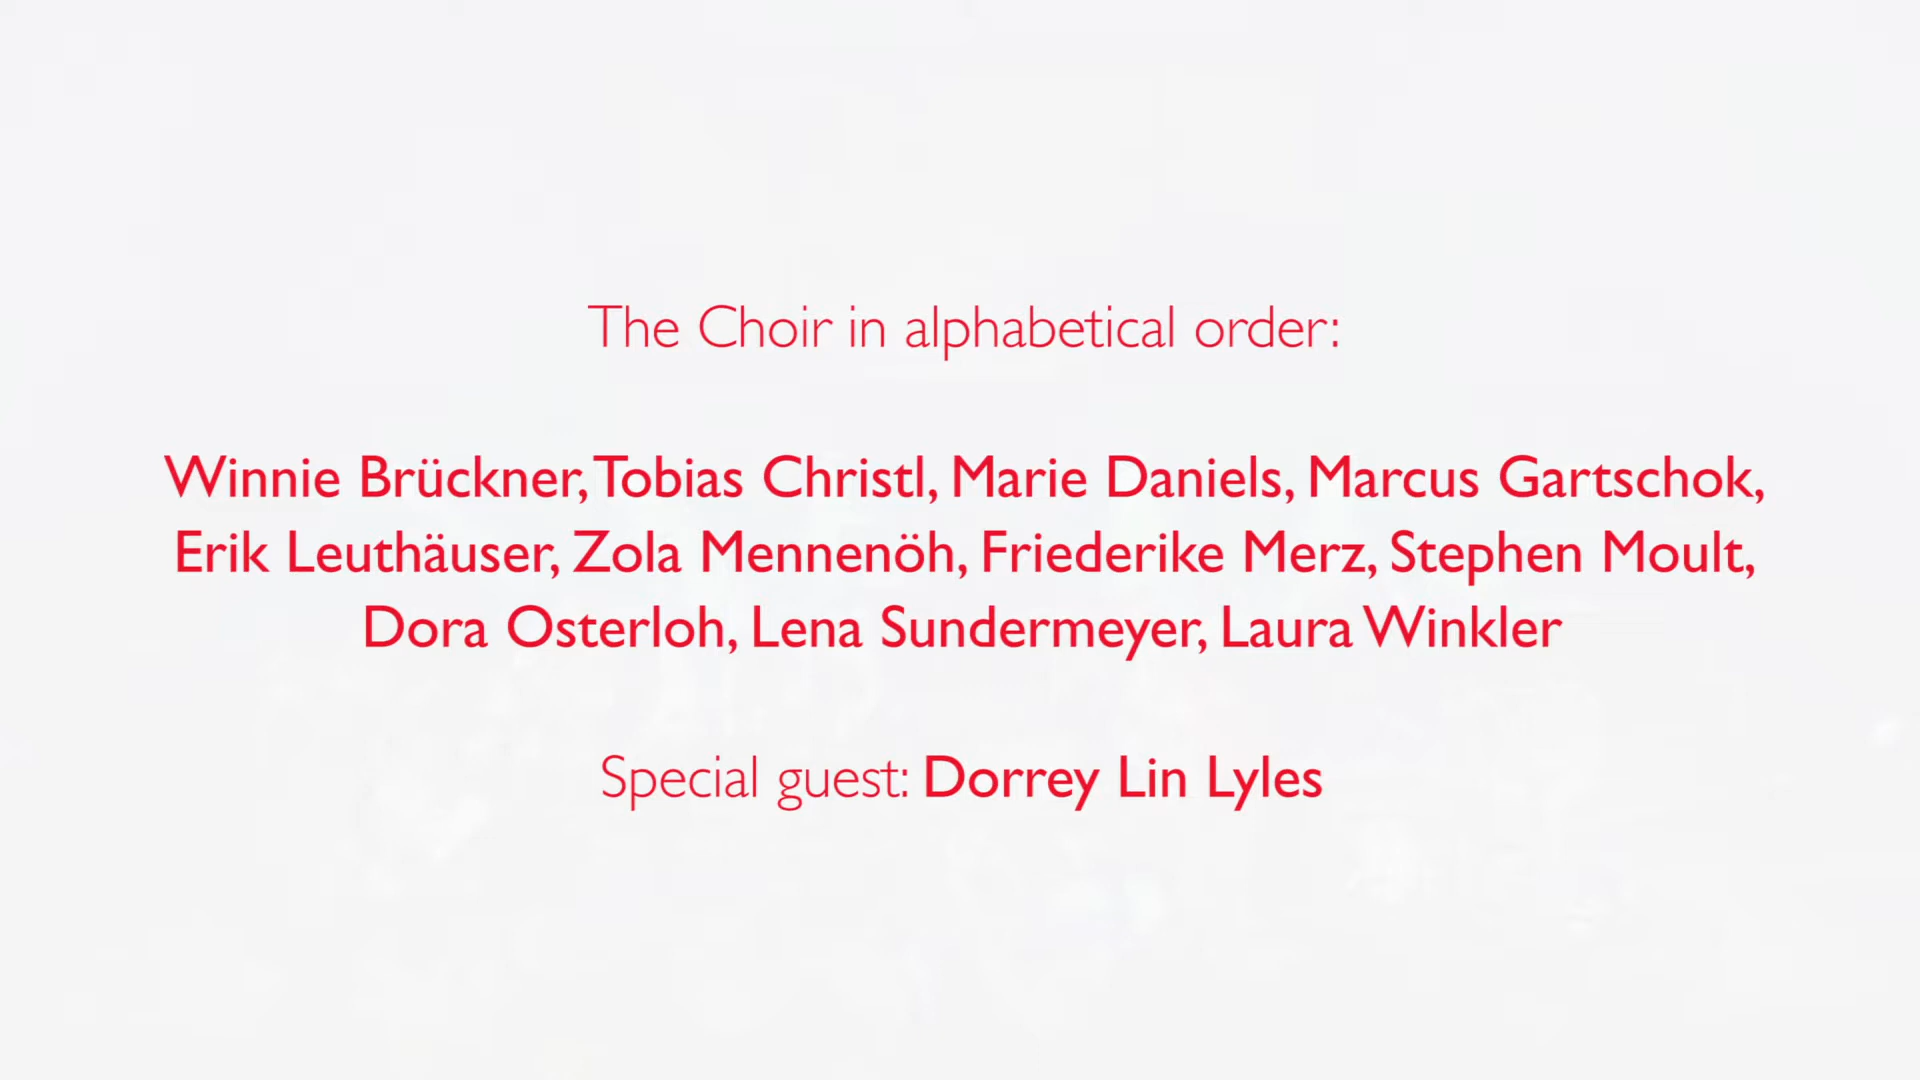 The Choir in alphabetical order:
Winnie Brückner, Tobias Christl, Marie Daniels, Marcus Gartschok,
Erik Leuthäuser, Zola Mennenöh, Friederike Merz, Stephen Moult,
Dora Osterloh, Lena Sundermeyer, Laura Winkler
Special guest: Dorrey Lin Lyles